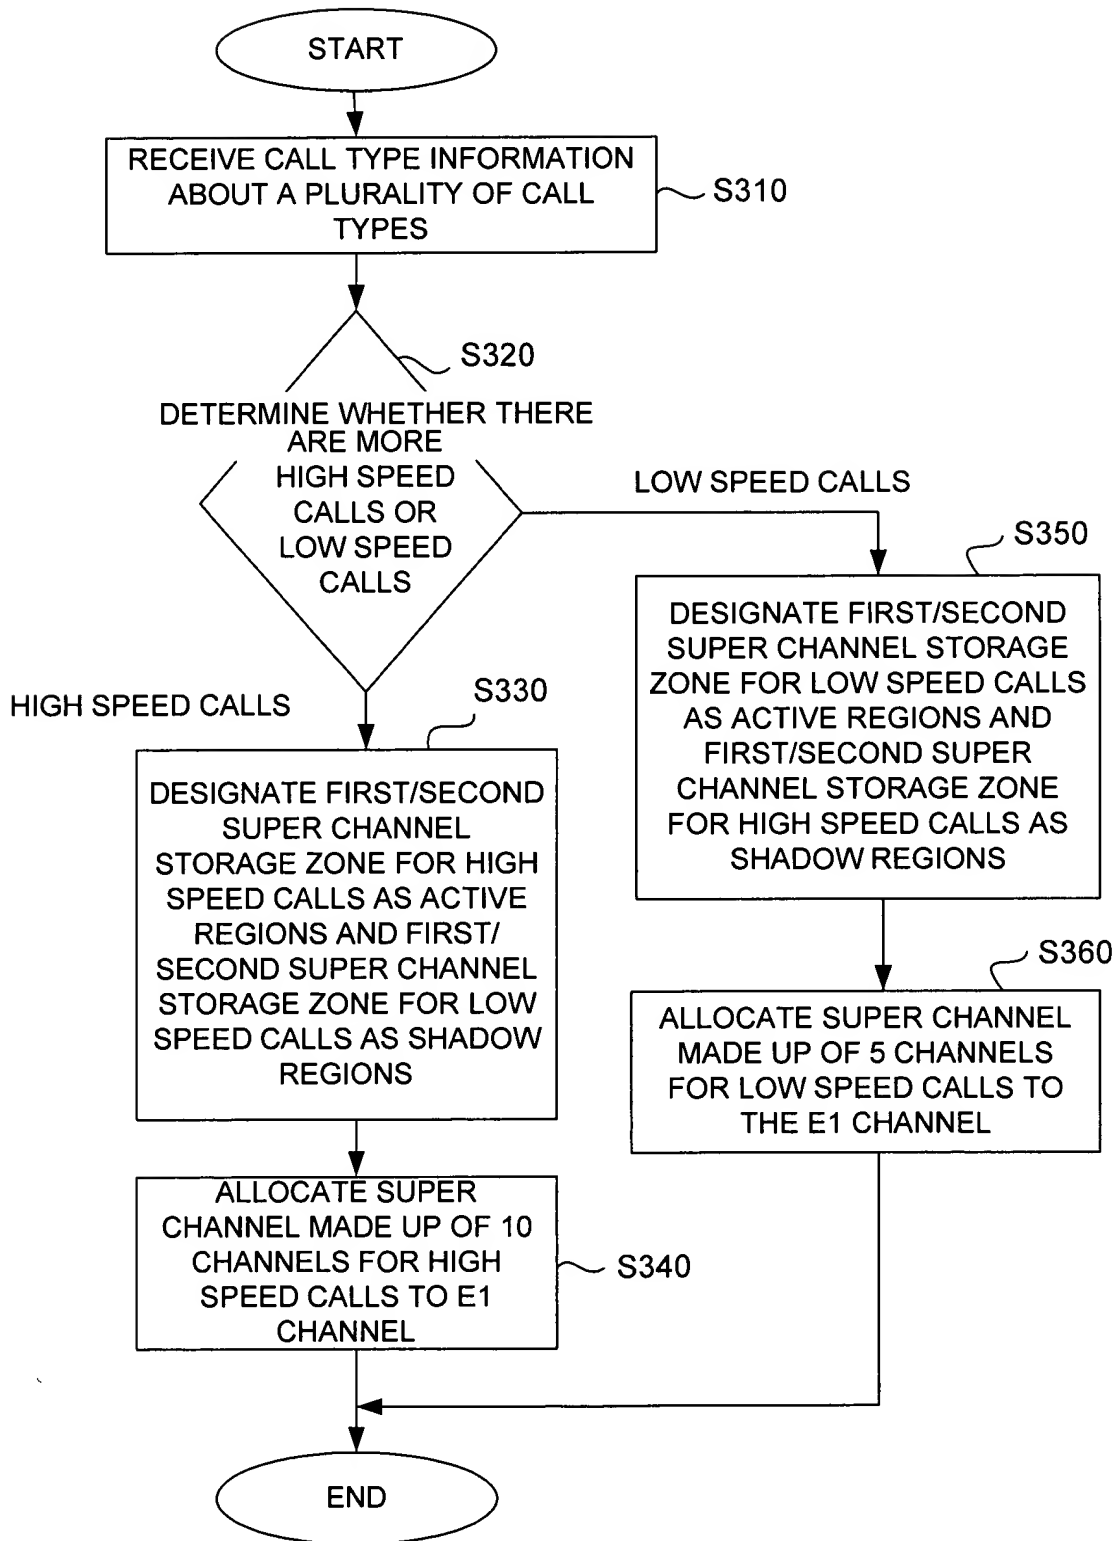 START
RECEIVE CALL TYPE INFORMATION
ABOUT A PLURALITY OF CALL
TYPES
S310
S320
DETERMINE WHETHER THERE
ARE MORE
HIGH SPEED
CALLS OR
LOW SPEED
CALLS
LOW SPEED CALLS
S350
DESIGNATE FIRST/SECOND
SUPER CHANNEL STORAGE
ZONE FOR LOW SPEED CALLS
AS ACTIVE REGIONS AND
FIRST/SECOND SUPER
CHANNEL STORAGE ZONE
FOR HIGH SPEED CALLS AS
SHADOW REGIONS
HIGH SPEED CALLS
S330
DESIGNATE FIRST/SECOND
SUPER CHANNEL
STORAGE ZONE FOR HIGH
SPEED CALLS AS ACTIVE
REGIONS AND FIRST/
SECOND SUPER CHANNEL
STORAGE ZONE FOR LOW
SPEED CALLS AS SHADOW
REGIONS
S360
ALLOCATE SUPER CHANNEL
MADE UP OF 5 CHANNELS
FOR LOW SPEED CALLS TO
THE E1 CHANNEL
ALLOCATE SUPER
CHANNEL MADE UP OF 10
CHANNELS FOR HIGH
SPEED CALLS TO E1
CHANNEL
S340
END